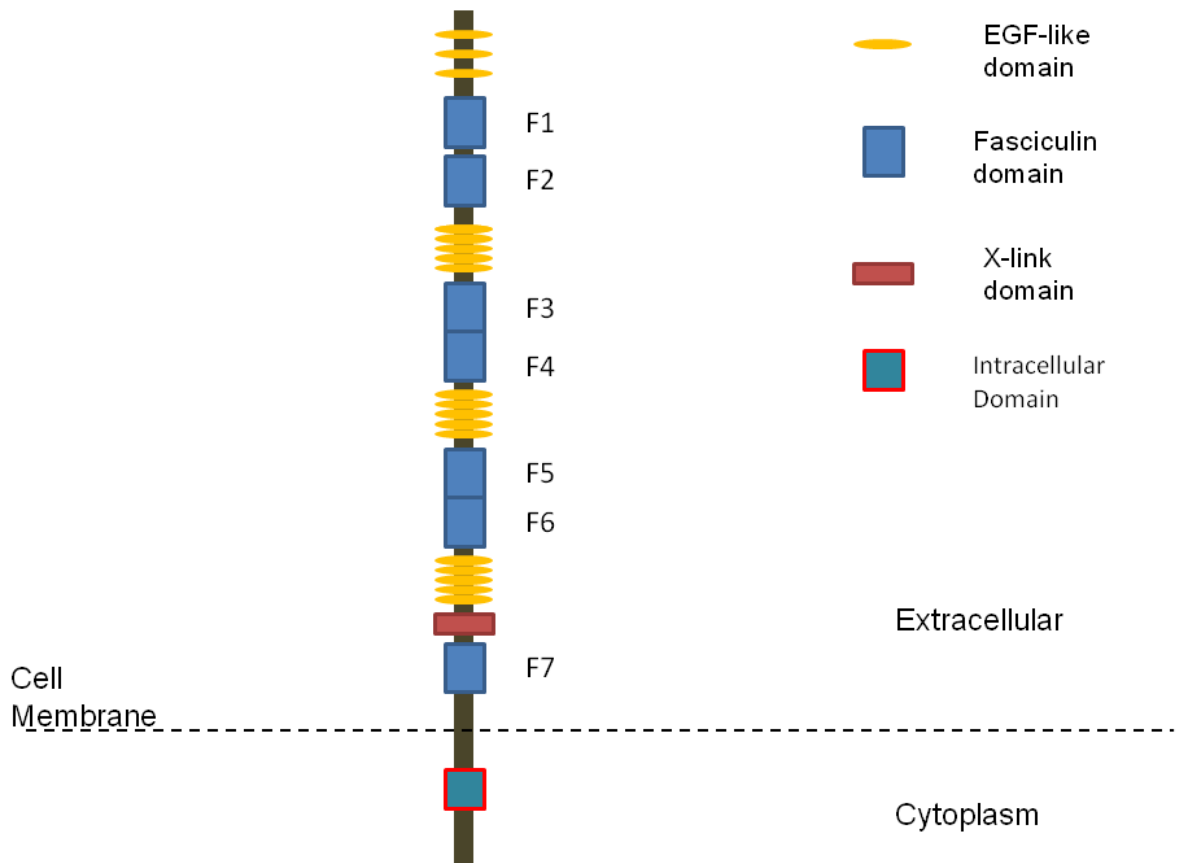 EGF-like
domain
F1
Fasciculin
domain
F2
X-link
domain
F3
F4
Intracellular
Domain
F5
F6
Extracellular
F7
Cell
Membrane
Cytoplasm